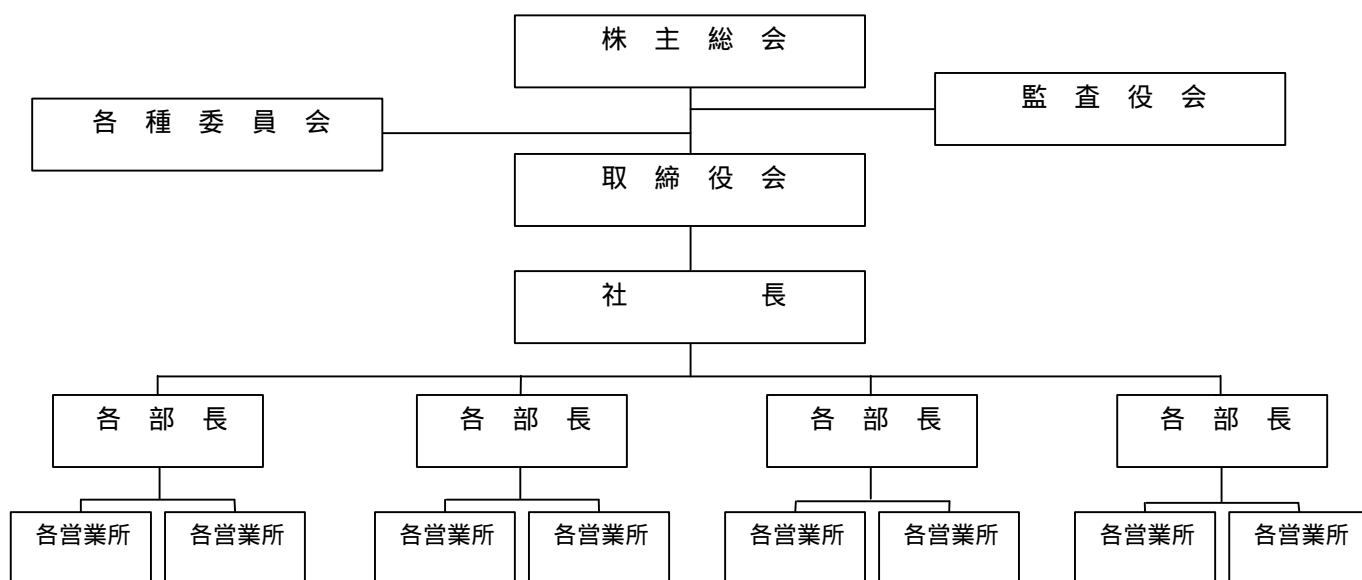 株 主 総 会
監 査 役 会
各 種 委 員 会
取 締 役 会
社 長
各 部 長
各 部 長
各 部 長
各 部 長
各営業所
各営業所
各営業所
各営業所
各営業所
各営業所
各営業所
各営業所